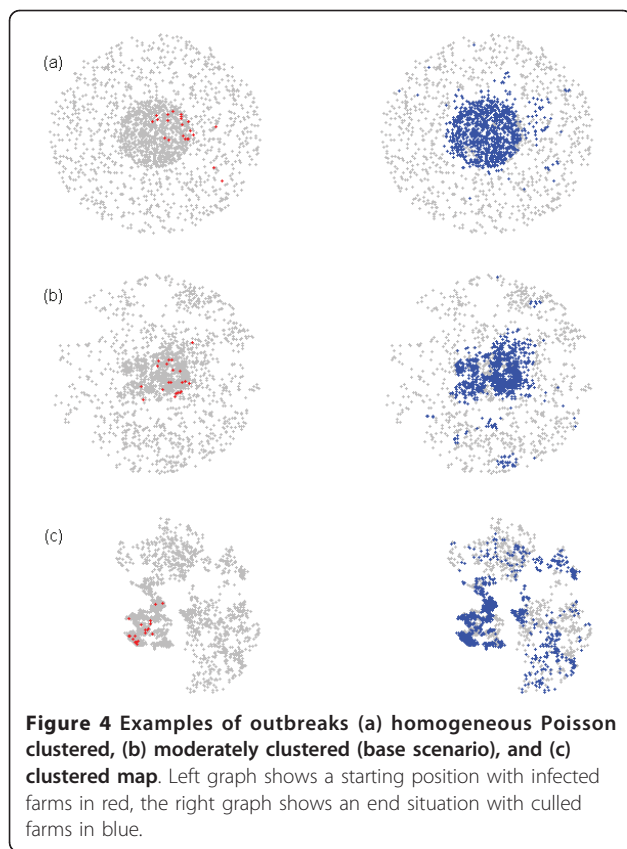 (a)
(b)
(c)
Figure 4 Examples of outbreaks (a) homogeneous Poisson
clustered, (b) moderately clustered (base scenario), and (c)
clustered map. Left graph shows a starting position with infected
farms in red, the right graph shows an end situation with culled
farms in blue.